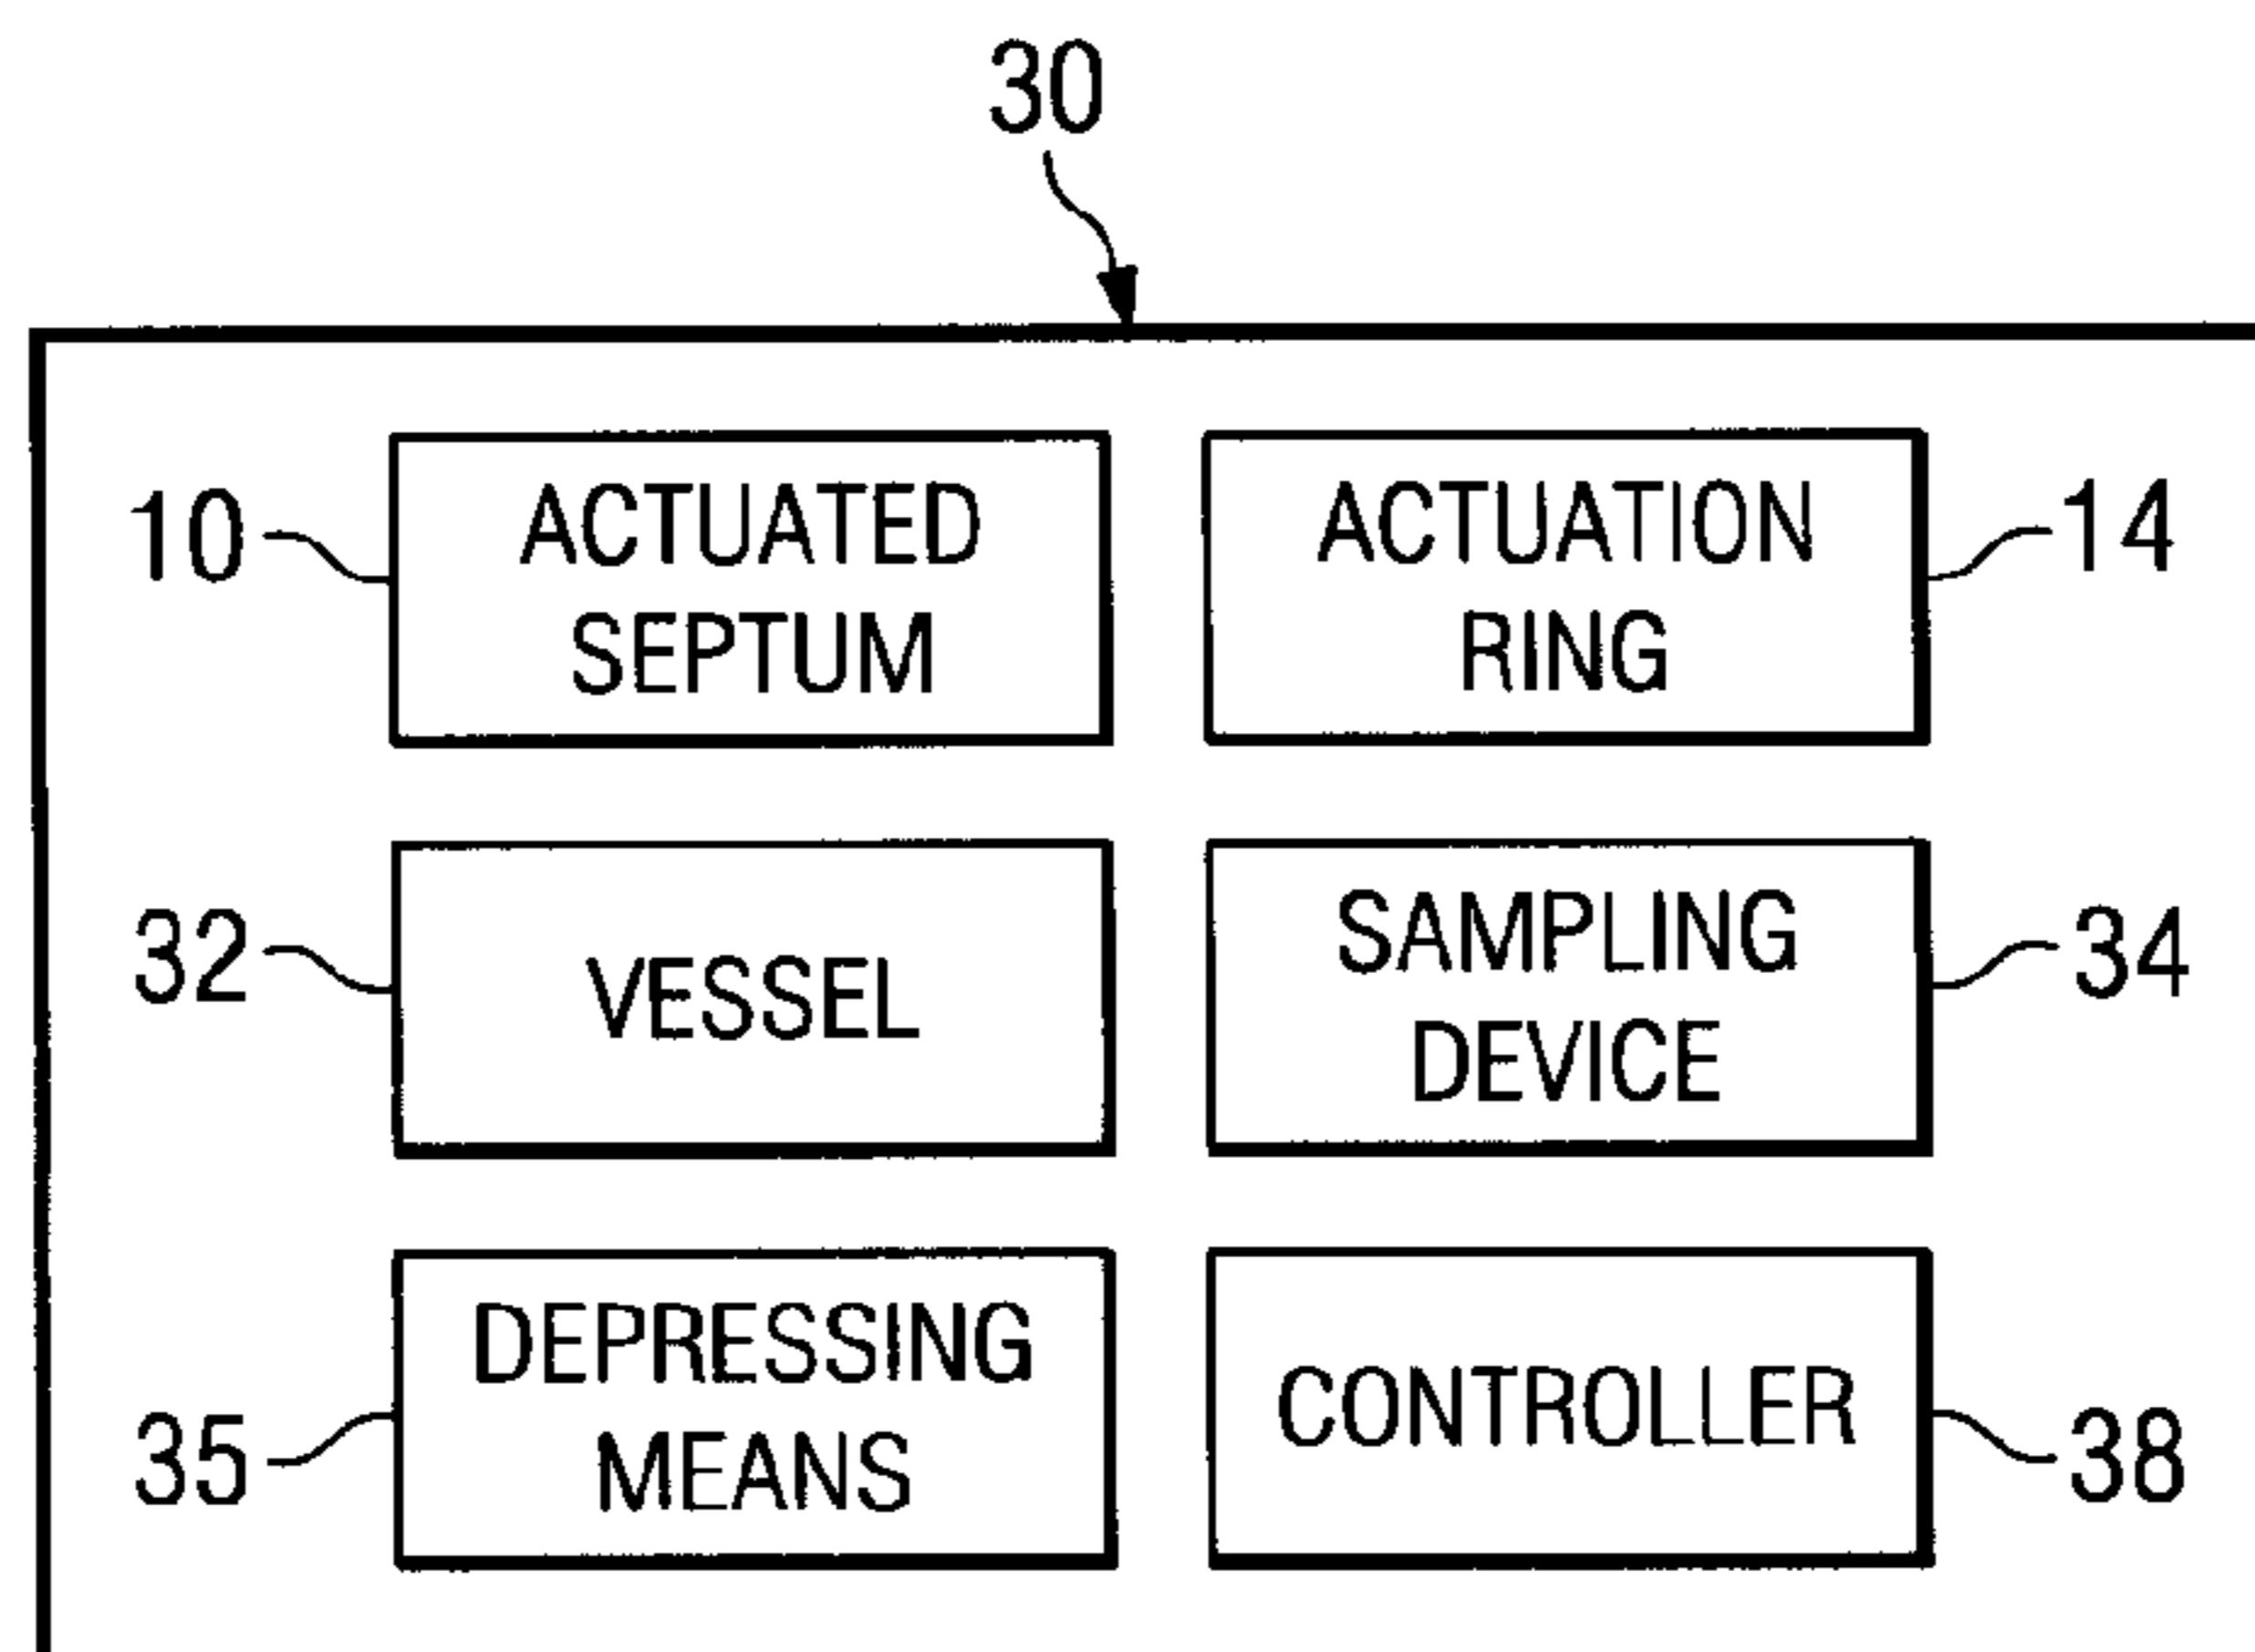 30
10
ACTUATED
SEPTUM
ACTUATION
RING
14
32
VESSEL
SAMPLING
DEVICE
34
35
DEPRESSING
MEANS
CONTROLLER
38